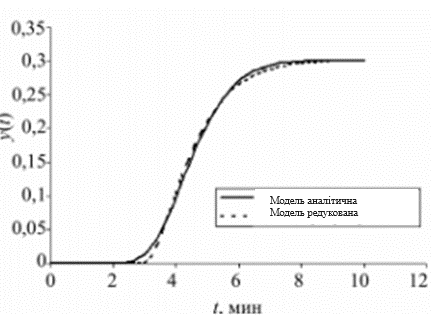 0,35
0,3
0,25
0,2
0,15
0,1
0,05
0
y(t)
Модель аналітична
Модель редукована
0 2 4 6 8 10 12
t, мин